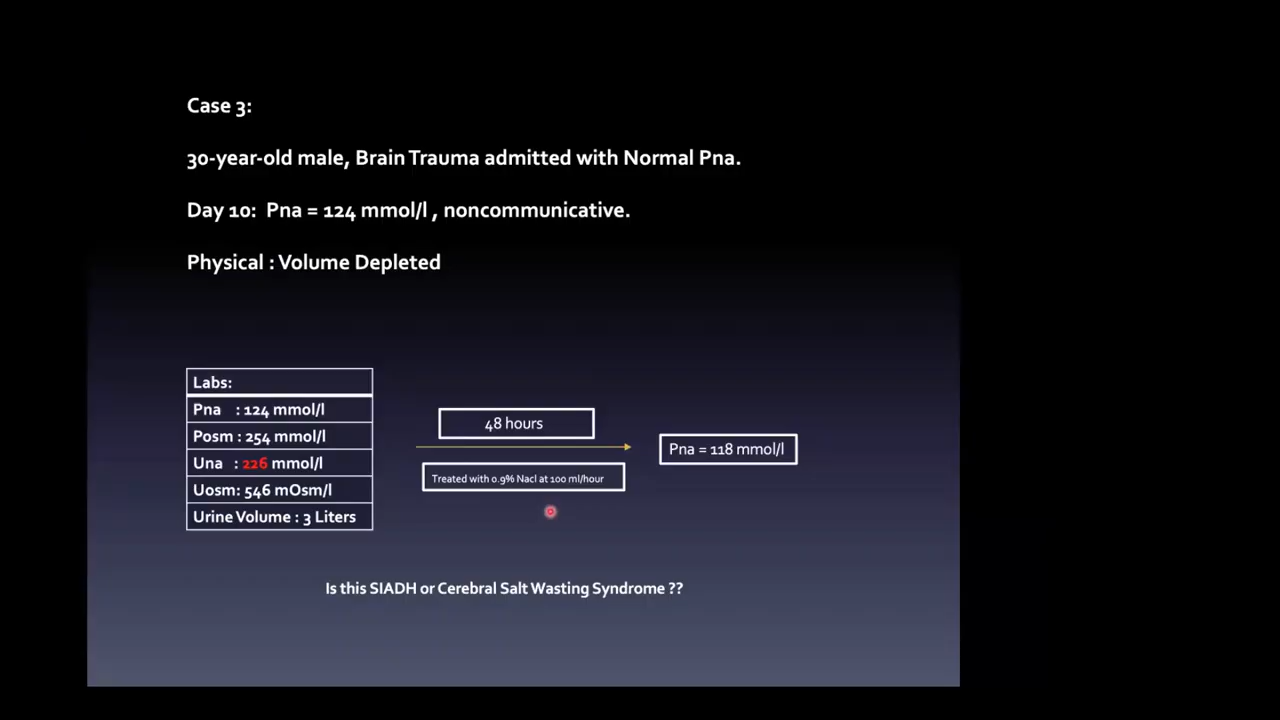 Case 3:
30-year-old male, Brain Trauma admitted with Normal Pna.
Day 10:  Pna = 124 mmol/l , noncommunicative.
Physical : Volume Depleted
Labs:
Pna : 124 mmol/l
Posm : 254 mmol/l
Una : 226 mmol/l
Uosm: 546 mOsm/l
Urine Volume : 3 Liters
48 hours
Treated with 0.9% Nacl at 100 ml/hour
Pna = 118 mmol/l
Is this SIADH or Cerebral Salt Wasting Syndrome ??